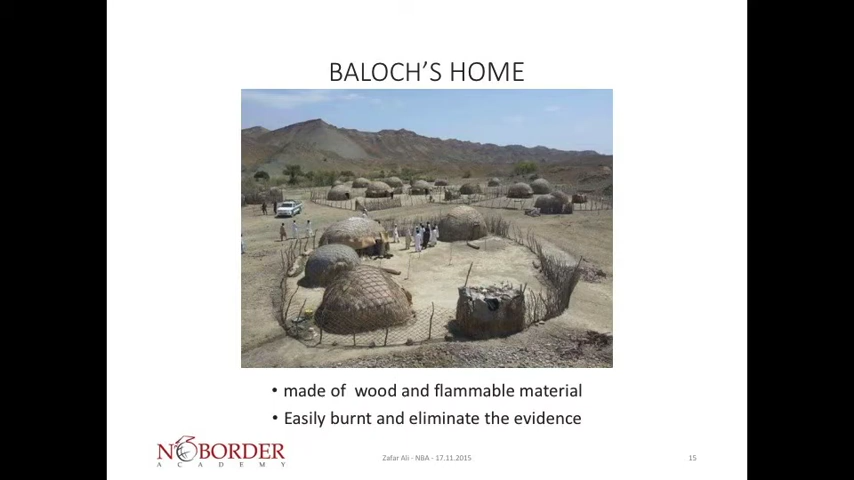 BALOCH'S HOME
• made of  wood and flammable material
• Easily burnt and eliminate the evidence
NOBORDER
ACADEMY
Zafar Ali - NBA - 17.11.2015
15